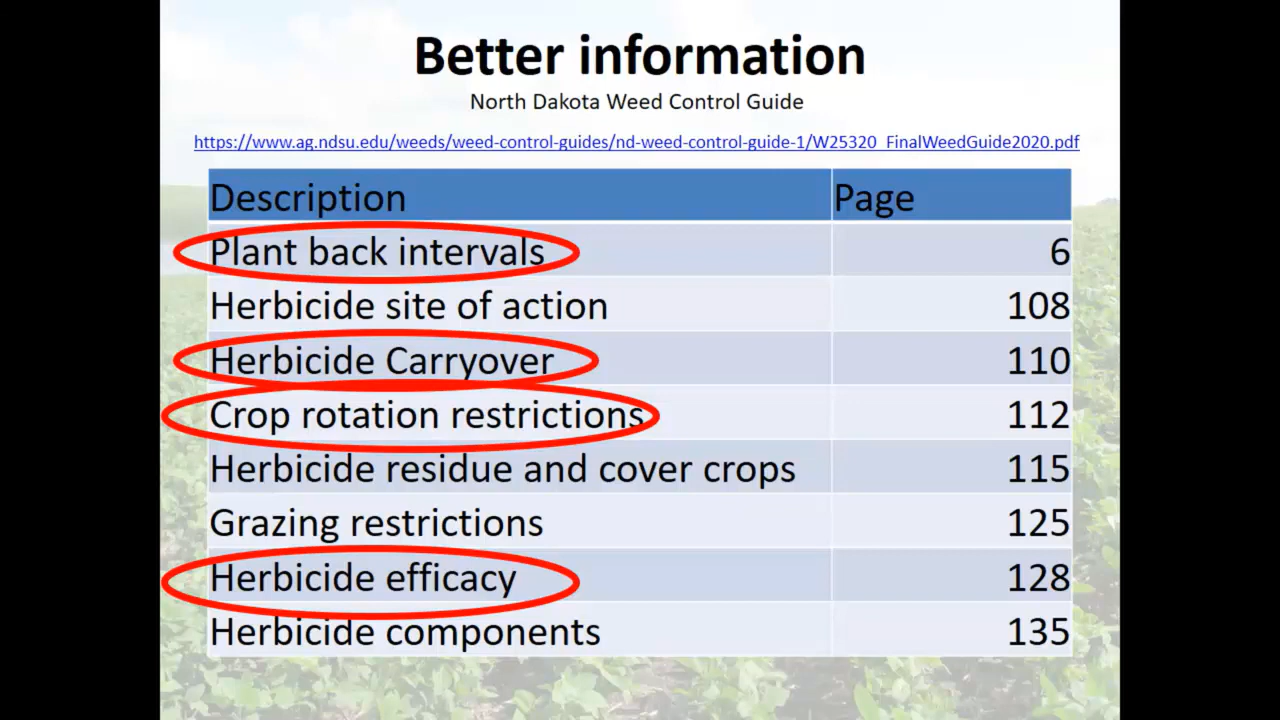 Better information
North Dakota Weed Control Guide
https://www.ag.ndsu.edu/weeds/weed-control-guides/nd-weed-control-guide-1/W25320_FinalWeedGuide2020.pdf
Description Page
Plant back intervals 6
Herbicide site of action 108
Herbicide Carryover 110
Crop rotation restrictions 112
Herbicide residue and cover crops 115
Grazing restrictions 125
Herbicide efficacy 128
Herbicide components 135